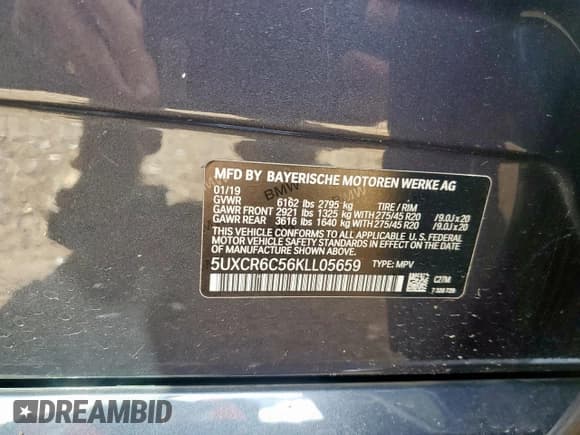 MFD BY BAYERISCHE MOTOREN WERKE AG
01/19
GVWR 6162 lbs 2795 kg TIRE / RIM
GAWR FRONT 2921 lbs 1325 kg WITH 275/45 R20 /9.0J x 20
GAWR REAR 3616 lbs 1640 kg WITH 275/45 R20 /9.0J x 20
THIS VEHICLE CONFORMS TO ALL APPLICABLE U.S. FEDERAL
MOTOR VEHICLE SAFETY STANDARDS IN EFFECT ON THE DATE OF
MANUFACTURE SHOWN ABOVE.
5UXCR6C56KLL05659 TYPE: MPV
C27M
DREAMBID